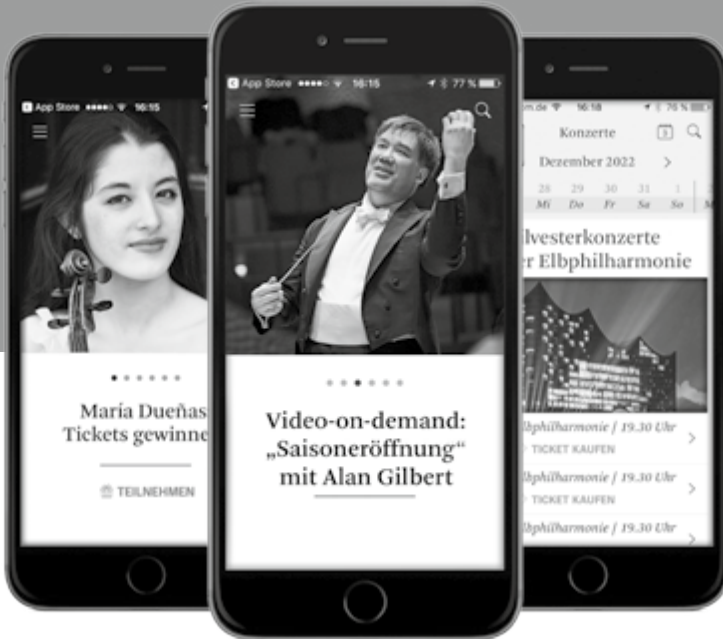 App Store 16:15
María Dueñas
Tickets gewinne
TEILNEHMEN
App Store 16:15 77 %
Video-on-demand:
„Saisoneröffnung“
mit Alan Gilbert
m.de 16:18 76 %
Konzerte
Dezember 2022
28 29 30 31 1
Mi Do Fr Sa So
lvesterkonzerte
r Elbphilharmonie
lbphilharmonie / 19.30 Uhr
TICKET KAUFEN
lbphilharmonie / 19.30 Uhr
TICKET KAUFEN
lbphilharmonie / 19.30 Uhr